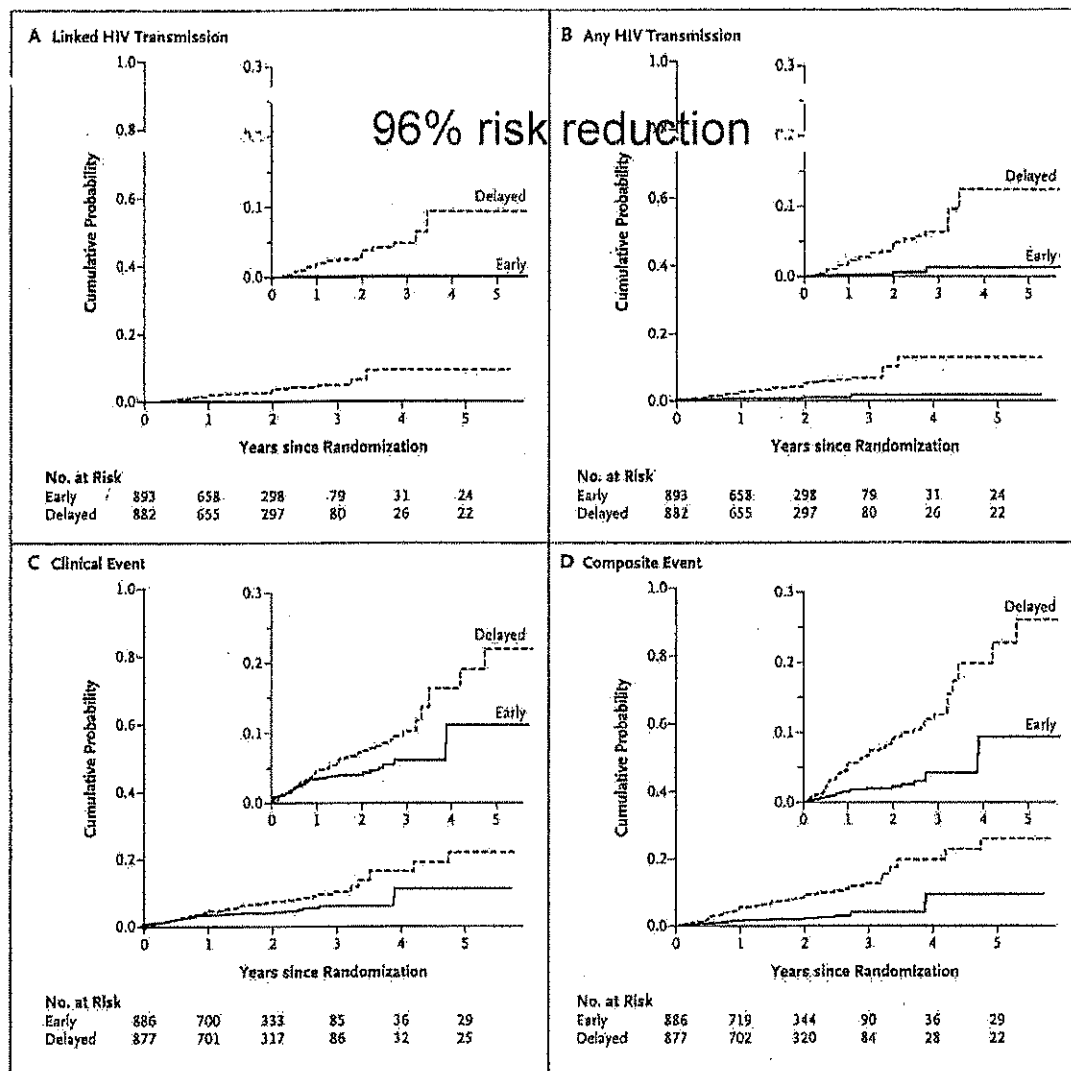 A Linked HIV Transmission
1.0
0.8
0.6
0.4
0.2
0.0
0.3
0.2
0.1
0.0
Delayed
Early
0 1 2 3 4 5
Cumulative Probability
0 1 2 3 4 5
Years since Randomization
No. at Risk
Early 893 658 298 79 31 24
Delayed 882 655 297 80 26 22
B Any HIV Transmission
96% risk reduction
1.0
0.6
0.4
0.2
0.0
0.3
0.2
0.1
0.0
Delayed
Early
0 1 2 3 4 5
Cumulative Probability
0 1 2 3 4 5
Years since Randomization
No. at Risk
Early 893 658 298 79 31 24
Delayed 882 655 297 80 26 22
C Clinical Event
1.0
0.8
0.6
0.4
0.2
0.0
0.3
0.2
0.1
0.0
Delayed
Early
0 1 2 3 4 5
Cumulative Probability
0 1 2 3 4 5
Years since Randomization
No. at Risk
Early 886 700 333 85 36 29
Delayed 877 701 317 86 32 25
D Composite Event
1.0
0.8
0.6
0.4
0.2
0.0
0.3
0.2
0.1
0.0
Delayed
Early
0 1 2 3 4 5
Cumulative Probability
0 1 2 3 4 5
Years since Randomization
No. at Risk
Early 886 719 344 90 36 29
Delayed 877 702 320 84 28 22